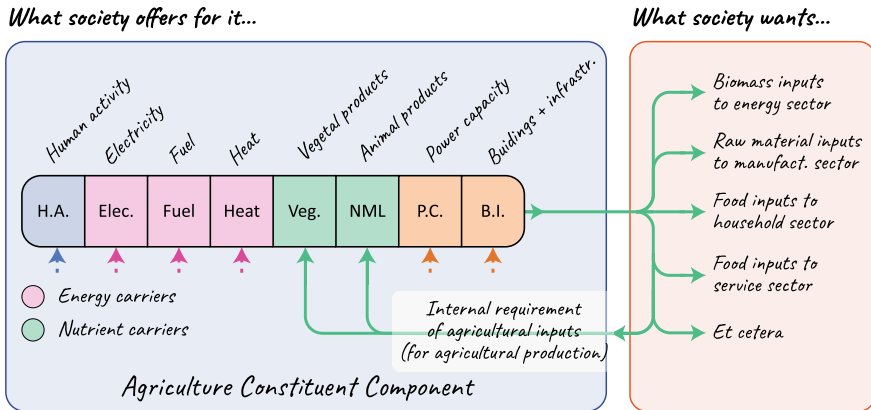 What society offers for it...
What society wants...
Human activity
Electricity
Fuel
Heat
Vegetal products
Animal products
Power capacity
Buidings + infrastr.
H.A.
Elec.
Fuel
Heat
Veg.
NML
P.C.
B.I.
Energy carriers
Nutrient carriers
Internal requirement
of agricultural inputs
(for agricultural production)
Agriculture Constituent Component
Biomass inputs
to energy sector
Raw material inputs
to manufact. sector
Food inputs to
household sector
Food inputs to
service sector
Et cetera